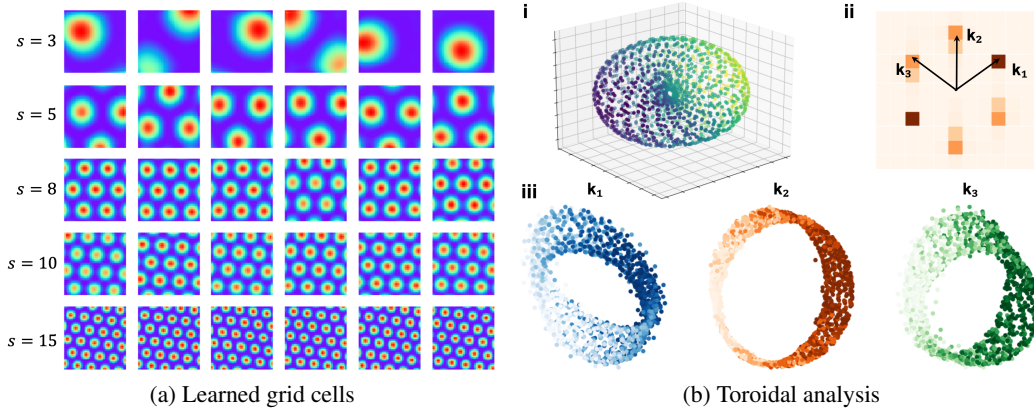 s = 3
s = 5
s = 8
s = 10
s = 15
(a) Learned grid cells
i
ii
k₂
k₃
k₁
iii
k₁
k₂
k₃
(b) Toroidal analysis